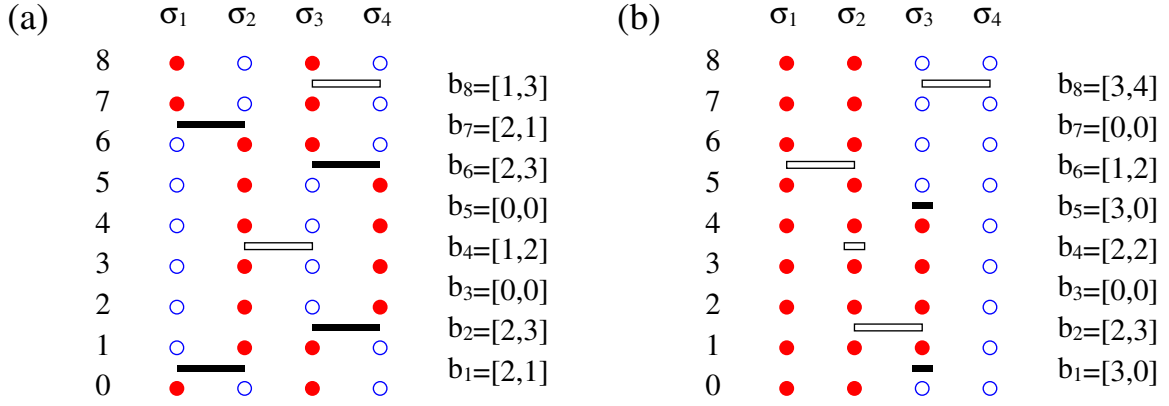 (a) σ1 σ2 σ3 σ4
8
b8=[1,3]
7
b7=[2,1]
6
b6=[2,3]
5
b5=[0,0]
4
b4=[1,2]
3
b3=[0,0]
2
b2=[2,3]
1
b1=[2,1]
0
(b) σ1 σ2 σ3 σ4
8
b8=[3,4]
7
b7=[0,0]
6
b6=[1,2]
5
b5=[3,0]
4
b4=[2,2]
3
b3=[0,0]
2
b2=[2,3]
1
b1=[3,0]
0